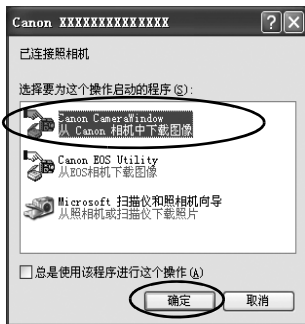 Canon XXXXXXXXXXXXXX
已连接照相机
选择要为这个操作启动的程序(S):
Canon CameraWindow
从 Canon 相机中下载图像
Canon EOS Utility
从EOS相机下载图像
Microsoft 扫描仪和照相机向导
从照相机或扫描仪下载照片
总是使用该程序进行这个操作(A)
确定 取消